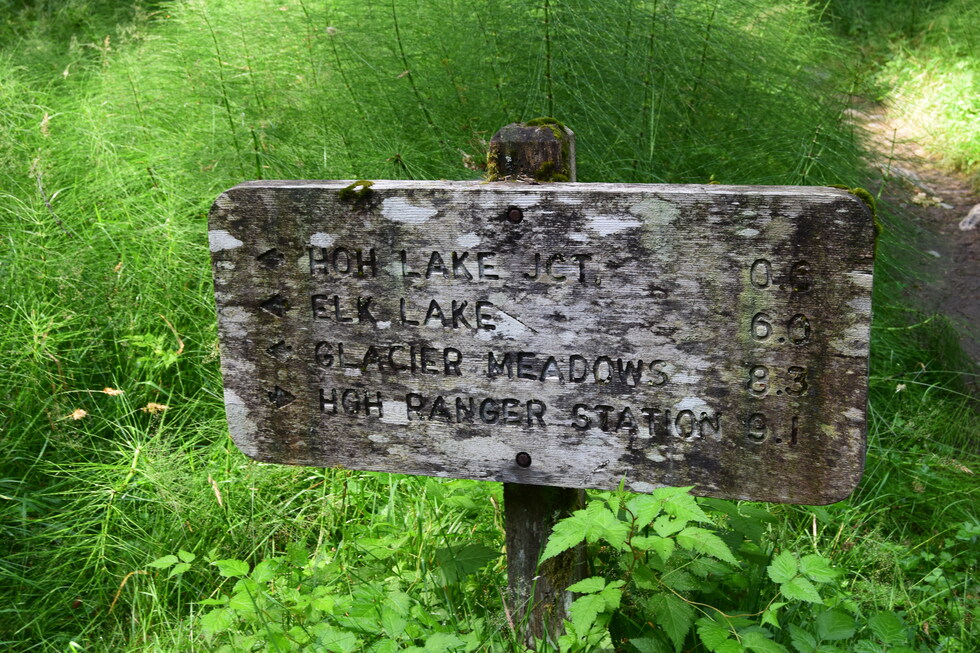 ← HOH LAKE JCT. 0.6
← ELK LAKE 6.0
← GLACIER MEADOWS 8.3
→ HOH RANGER STATION 9.1